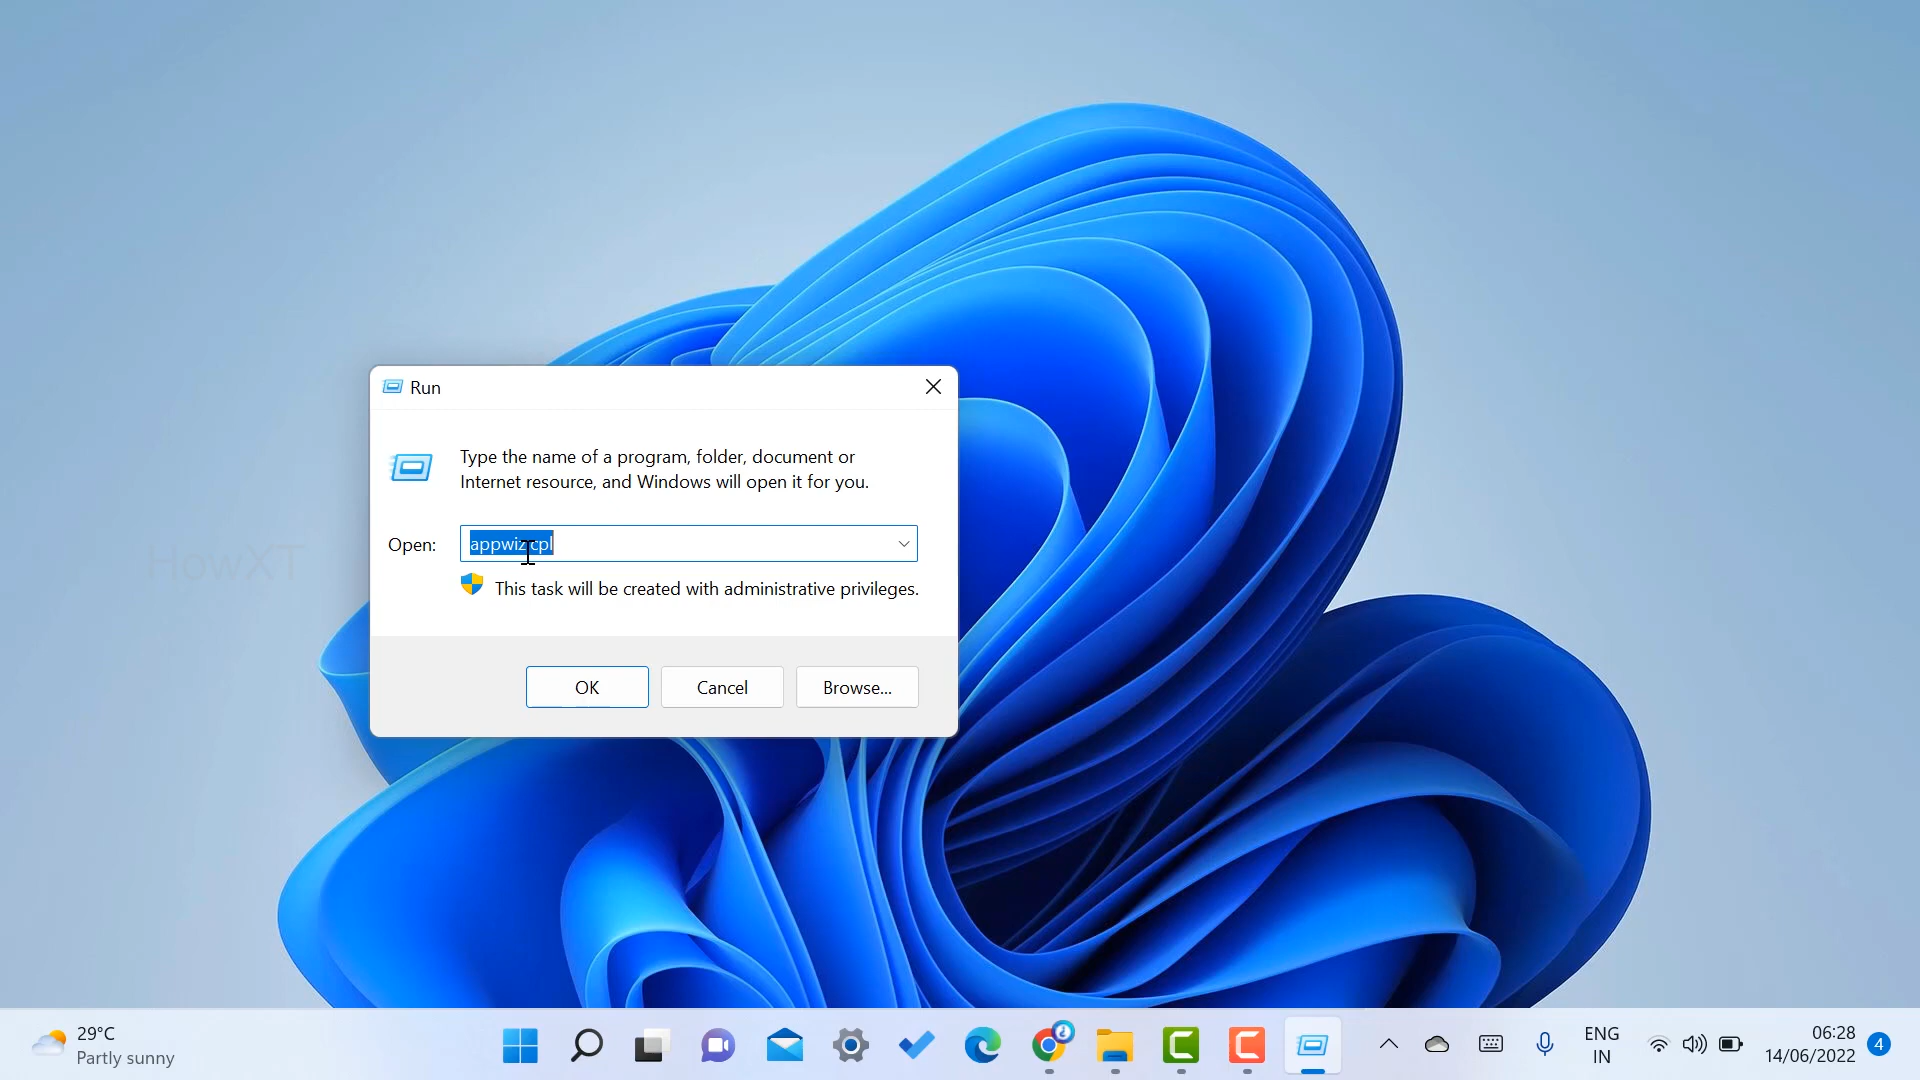 Run
Type the name of a program, folder, document or
Internet resource, and Windows will open it for you.
Open:
appwiz.cpl
This task will be created with administrative privileges.
OK
Cancel
Browse...
HowXT
29°C
Partly sunny
ENG
IN
06:28
14/06/2022
4